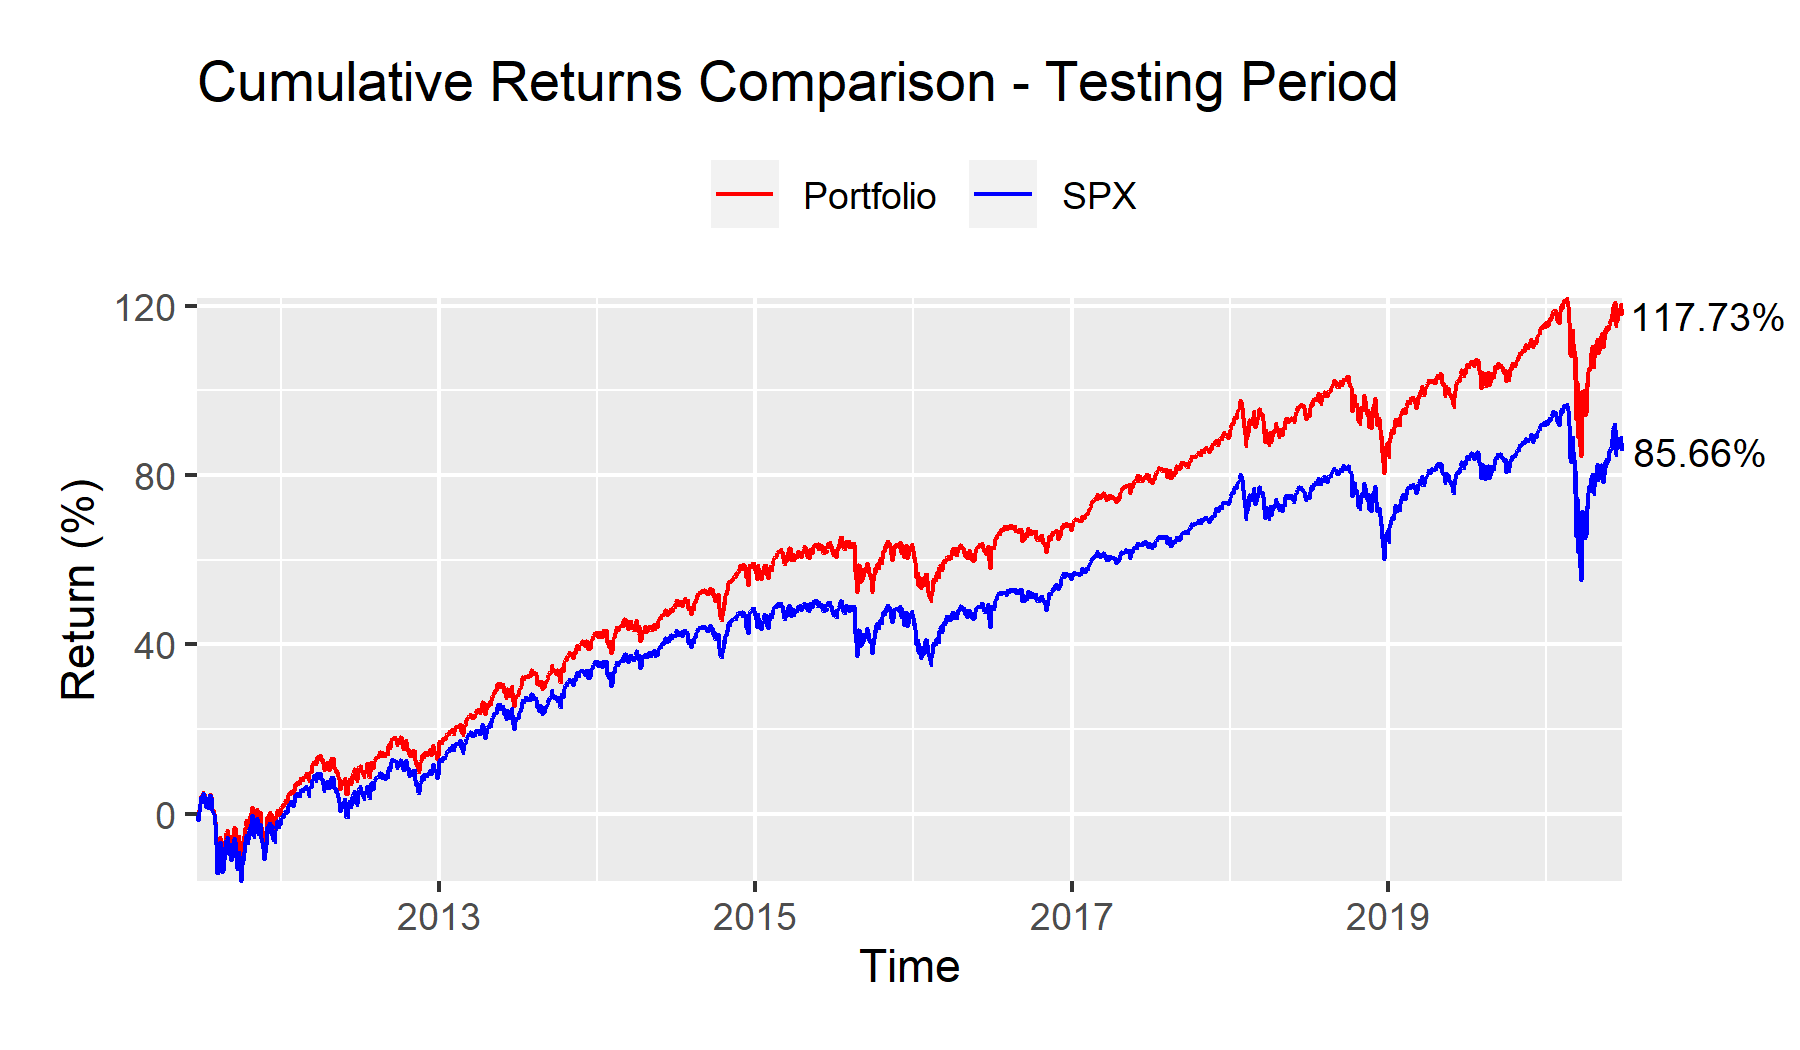 Cumulative Returns Comparison - Testing Period
Portfolio SPX
120
80
40
0
Return (%)
117.73%
85.66%
2013 2015 2017 2019
Time